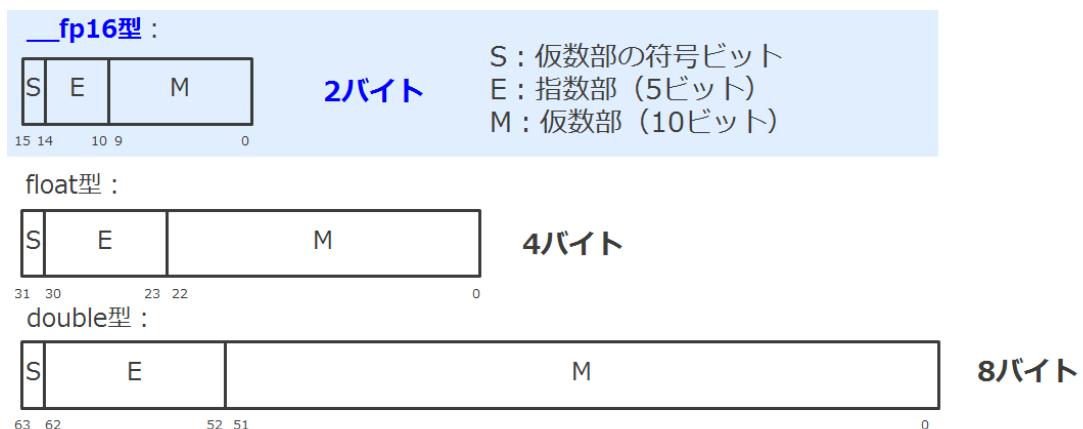 __fp16型：
S：仮数部の符号ビット
S E M
2バイト
E：指数部（5ビット）
M：仮数部（10ビット）
15 14 10 9 0
float型：
S E M
4バイト
31 30 23 22 0
double型：
S E M
8バイト
63 62 52 51 0